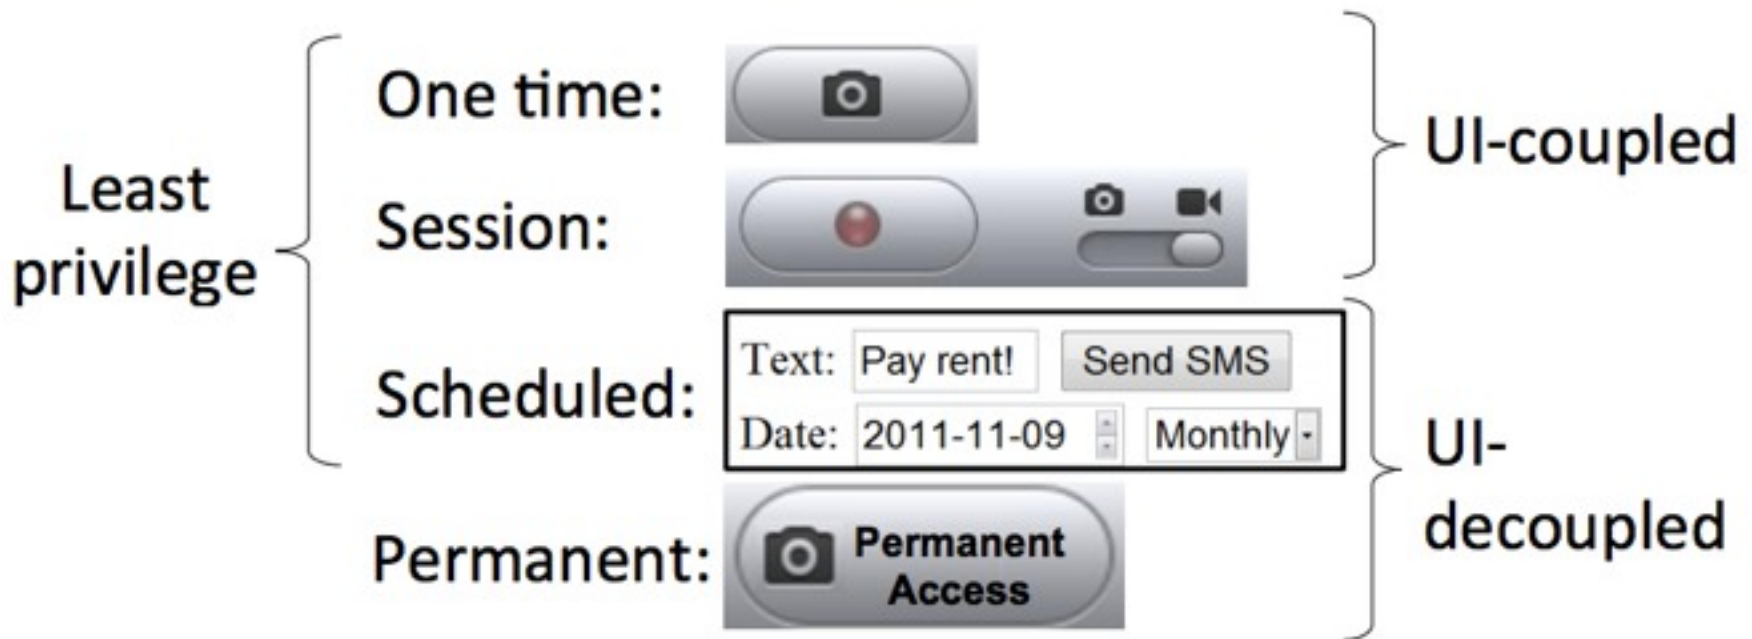 Least
privilege
One time:
Session:
Scheduled:
Text: Pay rent! Send SMS
Date: 2011-11-09 Monthly
Permanent:
Permanent
Access
UI-coupled
UI-
decoupled